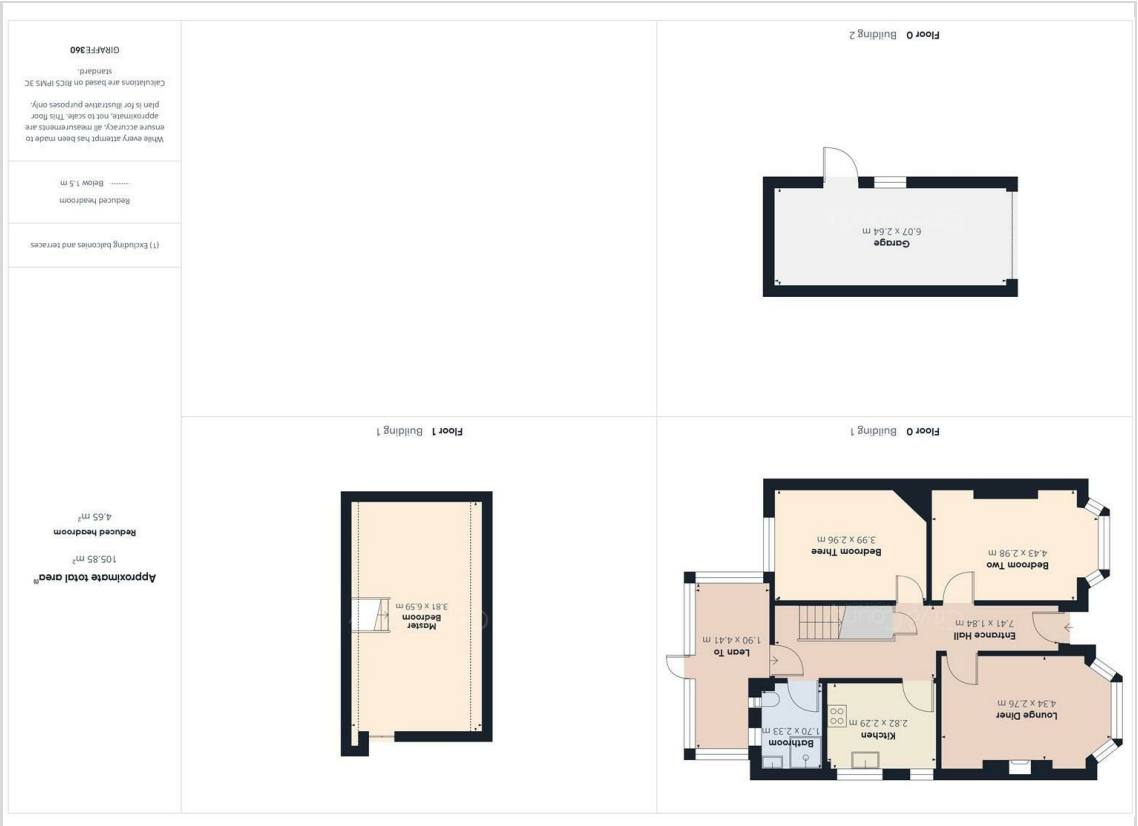 Floor 0 Building 1
Lounge Diner
4.34 x 2.76 m
Kitchen
2.82 x 2.29 m
Bathroom
1.70 x 2.33 m
Entrance Hall
7.41 x 1.84 m
Lean To
1.90 x 4.41 m
Bedroom Two
4.43 x 2.98 m
Bedroom Three
3.99 x 2.96 m
Floor 1 Building 1
Master
Bedroom
3.81 x 6.59 m
Floor 0 Building 2
Garage
6.07 x 2.64 m
Approximate total area(1)
105.85 m²
Reduced headroom
4.65 m²
(1) Excluding balconies and terraces
Reduced headroom
Below 1.5 m
While every attempt has been made to
ensure accuracy, all measurements are
approximate, not to scale. This floor
plan is for illustrative purposes only.
Calculations are based on RICS IPMS 3C
standard.
GIRAFFE360